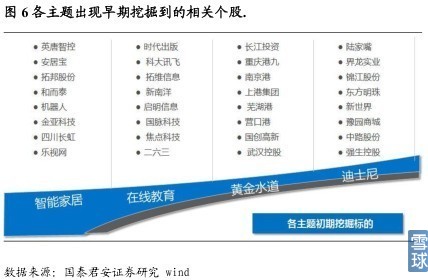 图 6 各主题出现早期挖掘到的相关个股.
英唐智控
安居宝
拓邦股份
和而泰
机器人
金亚科技
四川长虹
乐视网
时代出版
科大讯飞
拓维信息
新南洋
启明信息
国脉科技
焦点科技
二六三
长江投资
重庆港九
南京港
上港集团
芜湖港
营口港
国创高新
武汉控股
陆家嘴
界龙实业
锦江股份
东方明珠
新世界
豫园商城
中路股份
强生控股
智能家居
在线教育
黄金水道
迪士尼
各主题初期挖掘标的
雪球
数据来源：国泰君安证券研究 wind